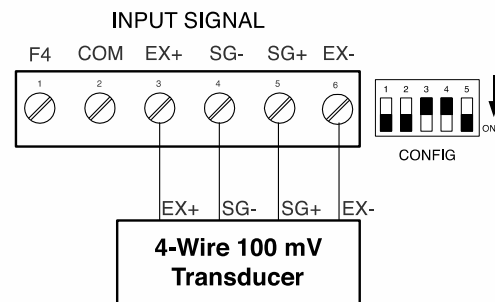 INPUT SIGNAL
F4 COM EX+ SG- SG+ EX-
1 2 3 4 5 6
1 2 3 4 5
ON
CONFIG
EX+ SG- SG+ EX-
4-Wire 100 mV
Transducer